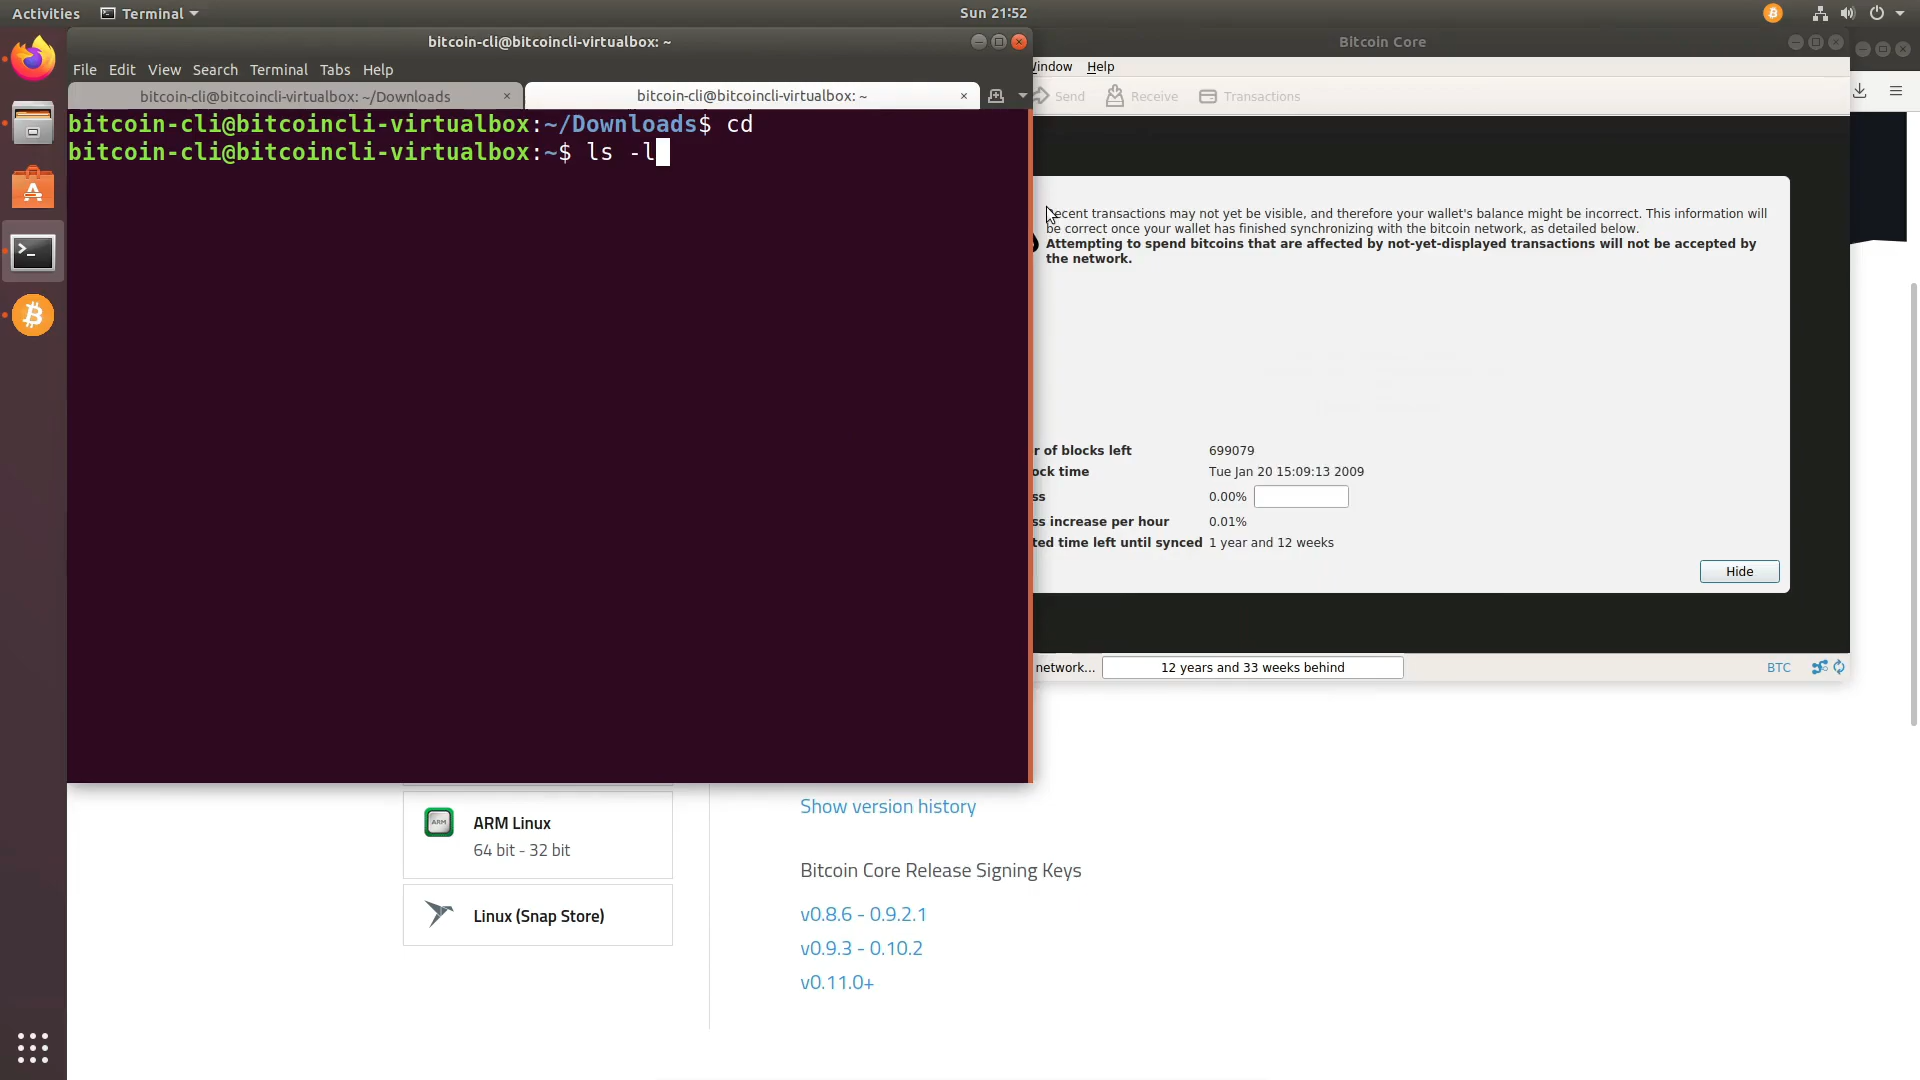 Activities
Terminal
Sun 21:52
bitcoin-cli@bitcoincli-virtualbox: ~
File Edit View Search Terminal Tabs Help
bitcoin-cli@bitcoincli-virtualbox: ~/Downloads ×
bitcoin-cli@bitcoincli-virtualbox: ~ ×
bitcoin-cli@bitcoincli-virtualbox:~/Downloads$ cd
bitcoin-cli@bitcoincli-virtualbox:~$ ls -l
Bitcoin Core
indow Help
Send Receive Transactions
ecent transactions may not yet be visible, and therefore your wallet's balance might be incorrect. This information will
be correct once your wallet has finished synchronizing with the bitcoin network, as detailed below.
Attempting to spend bitcoins that are affected by not-yet-displayed transactions will not be accepted by
the network.
r of blocks left 699079
ock time Tue Jan 20 15:09:13 2009
ss 0.00%
ss increase per hour 0.01%
ted time left until synced 1 year and 12 weeks
Hide
network... 12 years and 33 weeks behind
BTC
ARM
ARM Linux
64 bit - 32 bit
Linux (Snap Store)
Show version history
Bitcoin Core Release Signing Keys
v0.8.6 - 0.9.2.1
v0.9.3 - 0.10.2
v0.11.0+